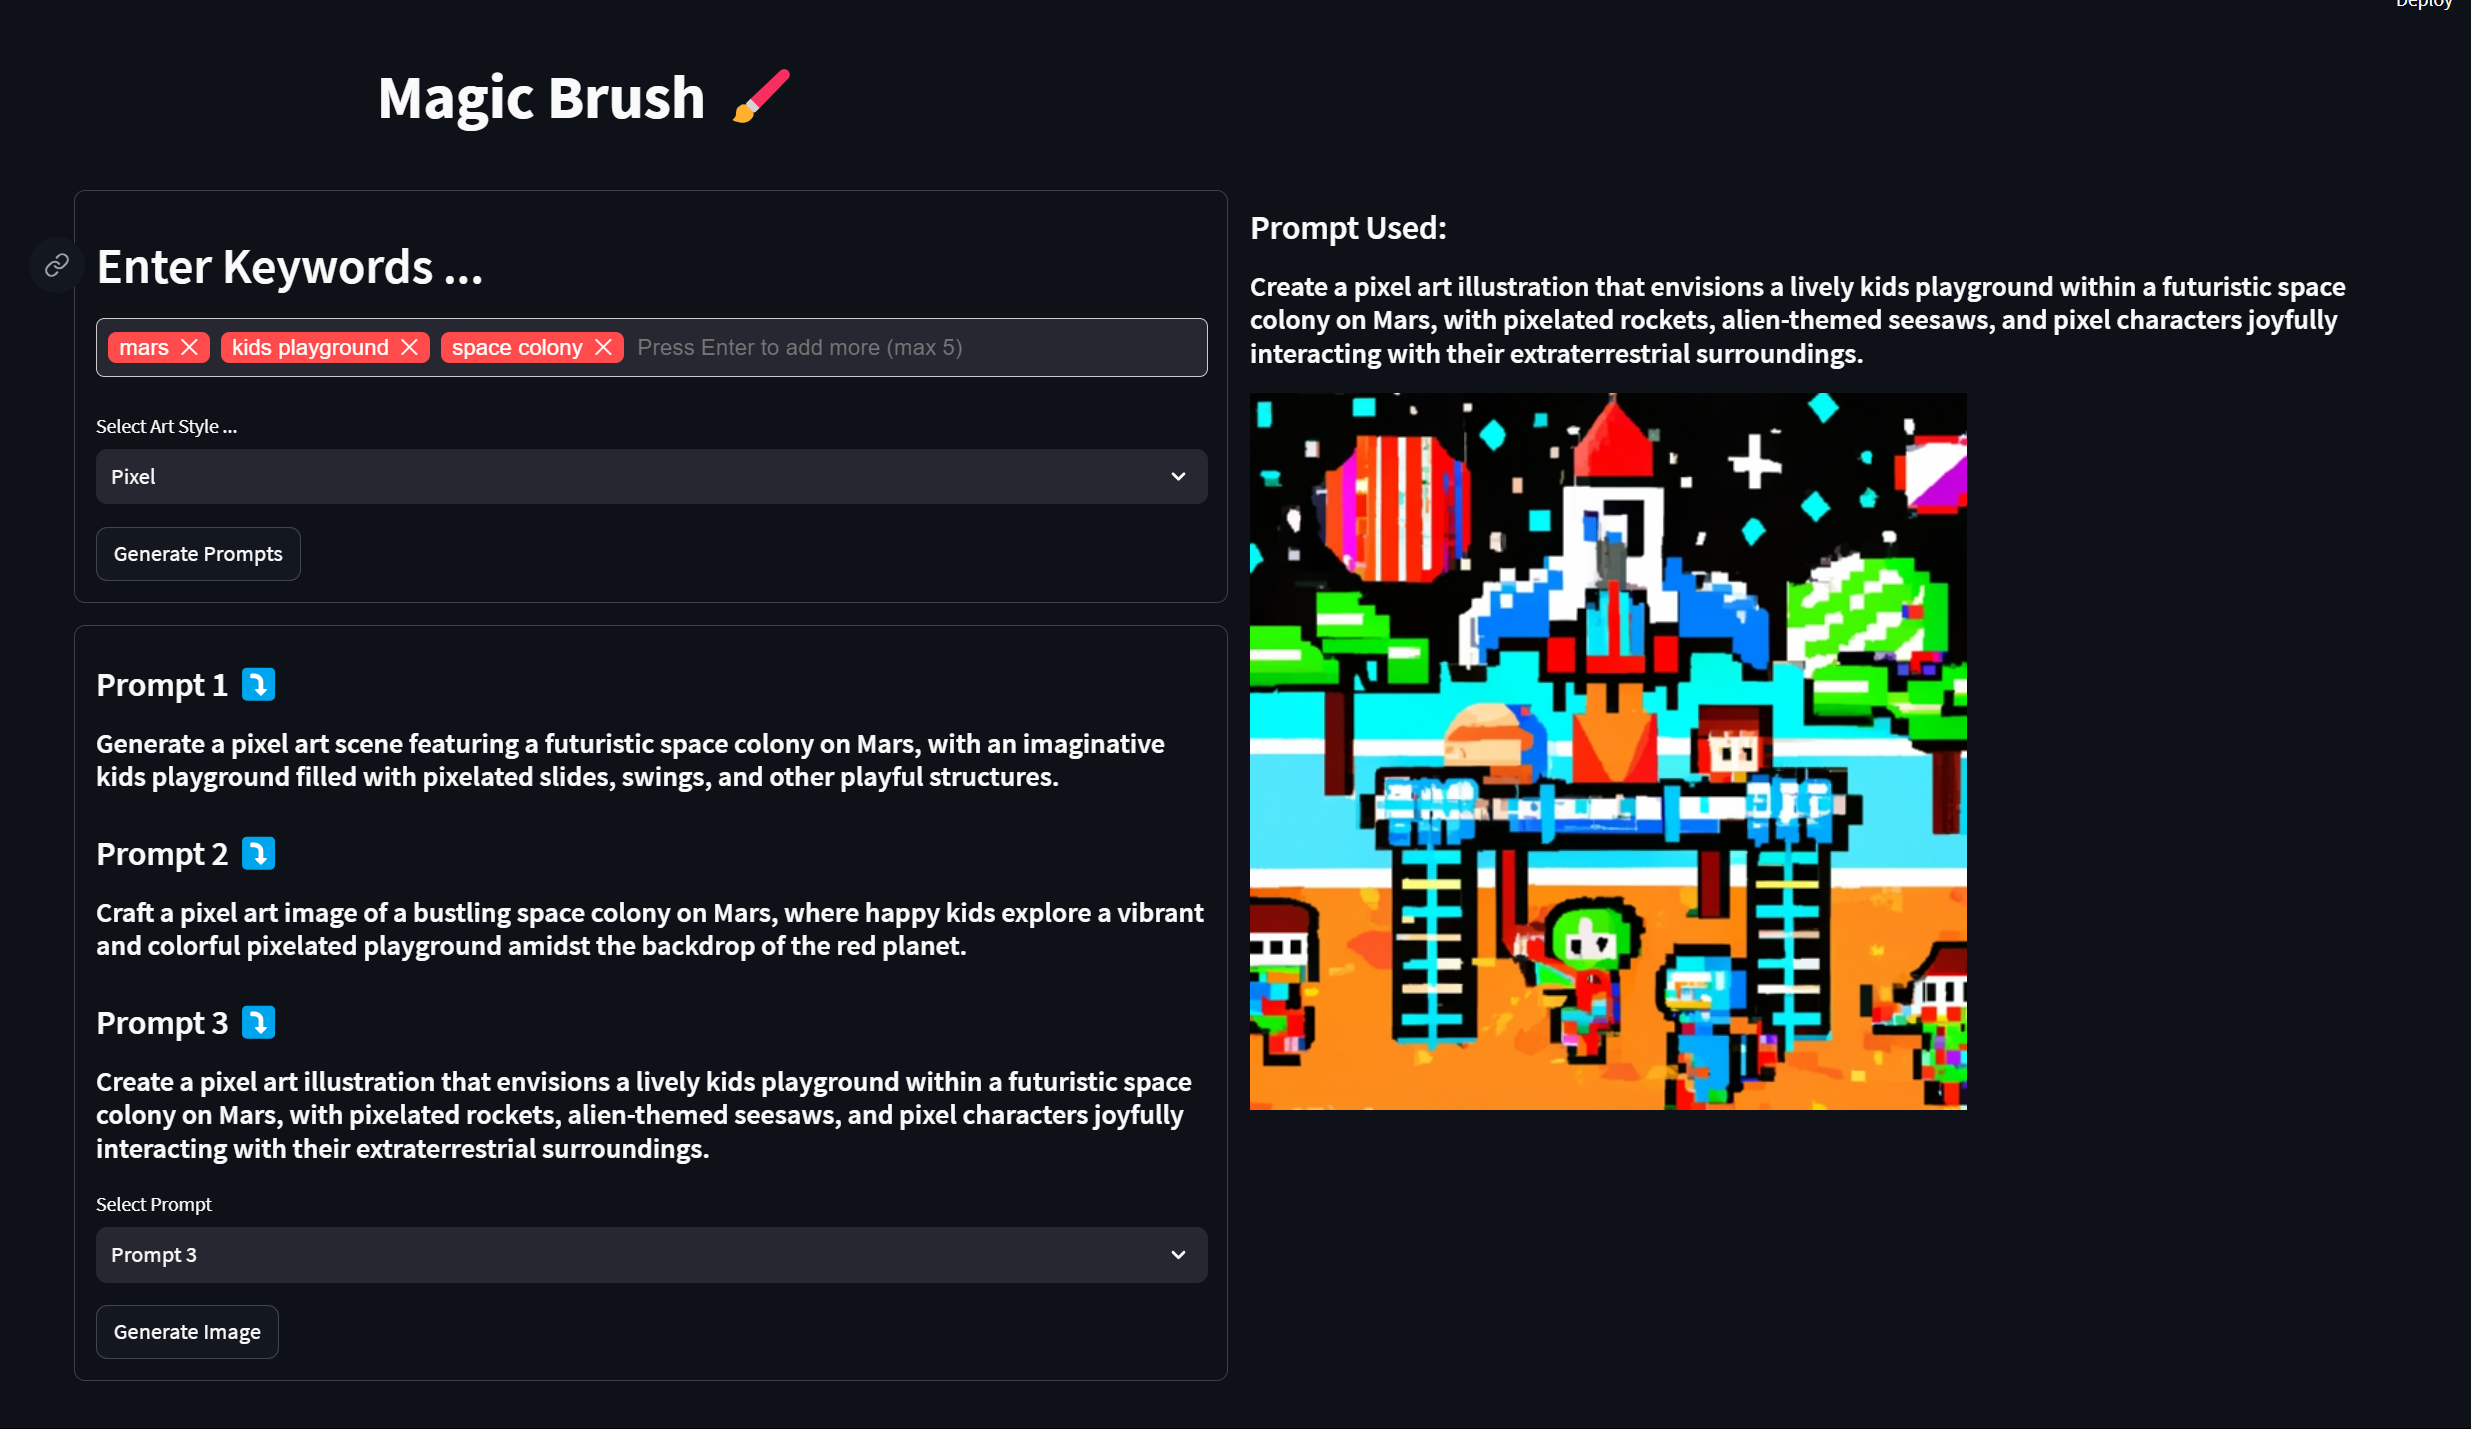 Deploy
Magic Brush
Enter Keywords ...
mars kids playground space colony Press Enter to add more (max 5)
Select Art Style ...
Pixel
Generate Prompts
Prompt 1
Generate a pixel art scene featuring a futuristic space colony on Mars, with an imaginative
kids playground filled with pixelated slides, swings, and other playful structures.
Prompt 2
Craft a pixel art image of a bustling space colony on Mars, where happy kids explore a vibrant
and colorful pixelated playground amidst the backdrop of the red planet.
Prompt 3
Create a pixel art illustration that envisions a lively kids playground within a futuristic space
colony on Mars, with pixelated rockets, alien-themed seesaws, and pixel characters joyfully
interacting with their extraterrestrial surroundings.
Select Prompt
Prompt 3
Generate Image
Prompt Used:
Create a pixel art illustration that envisions a lively kids playground within a futuristic space
colony on Mars, with pixelated rockets, alien-themed seesaws, and pixel characters joyfully
interacting with their extraterrestrial surroundings.